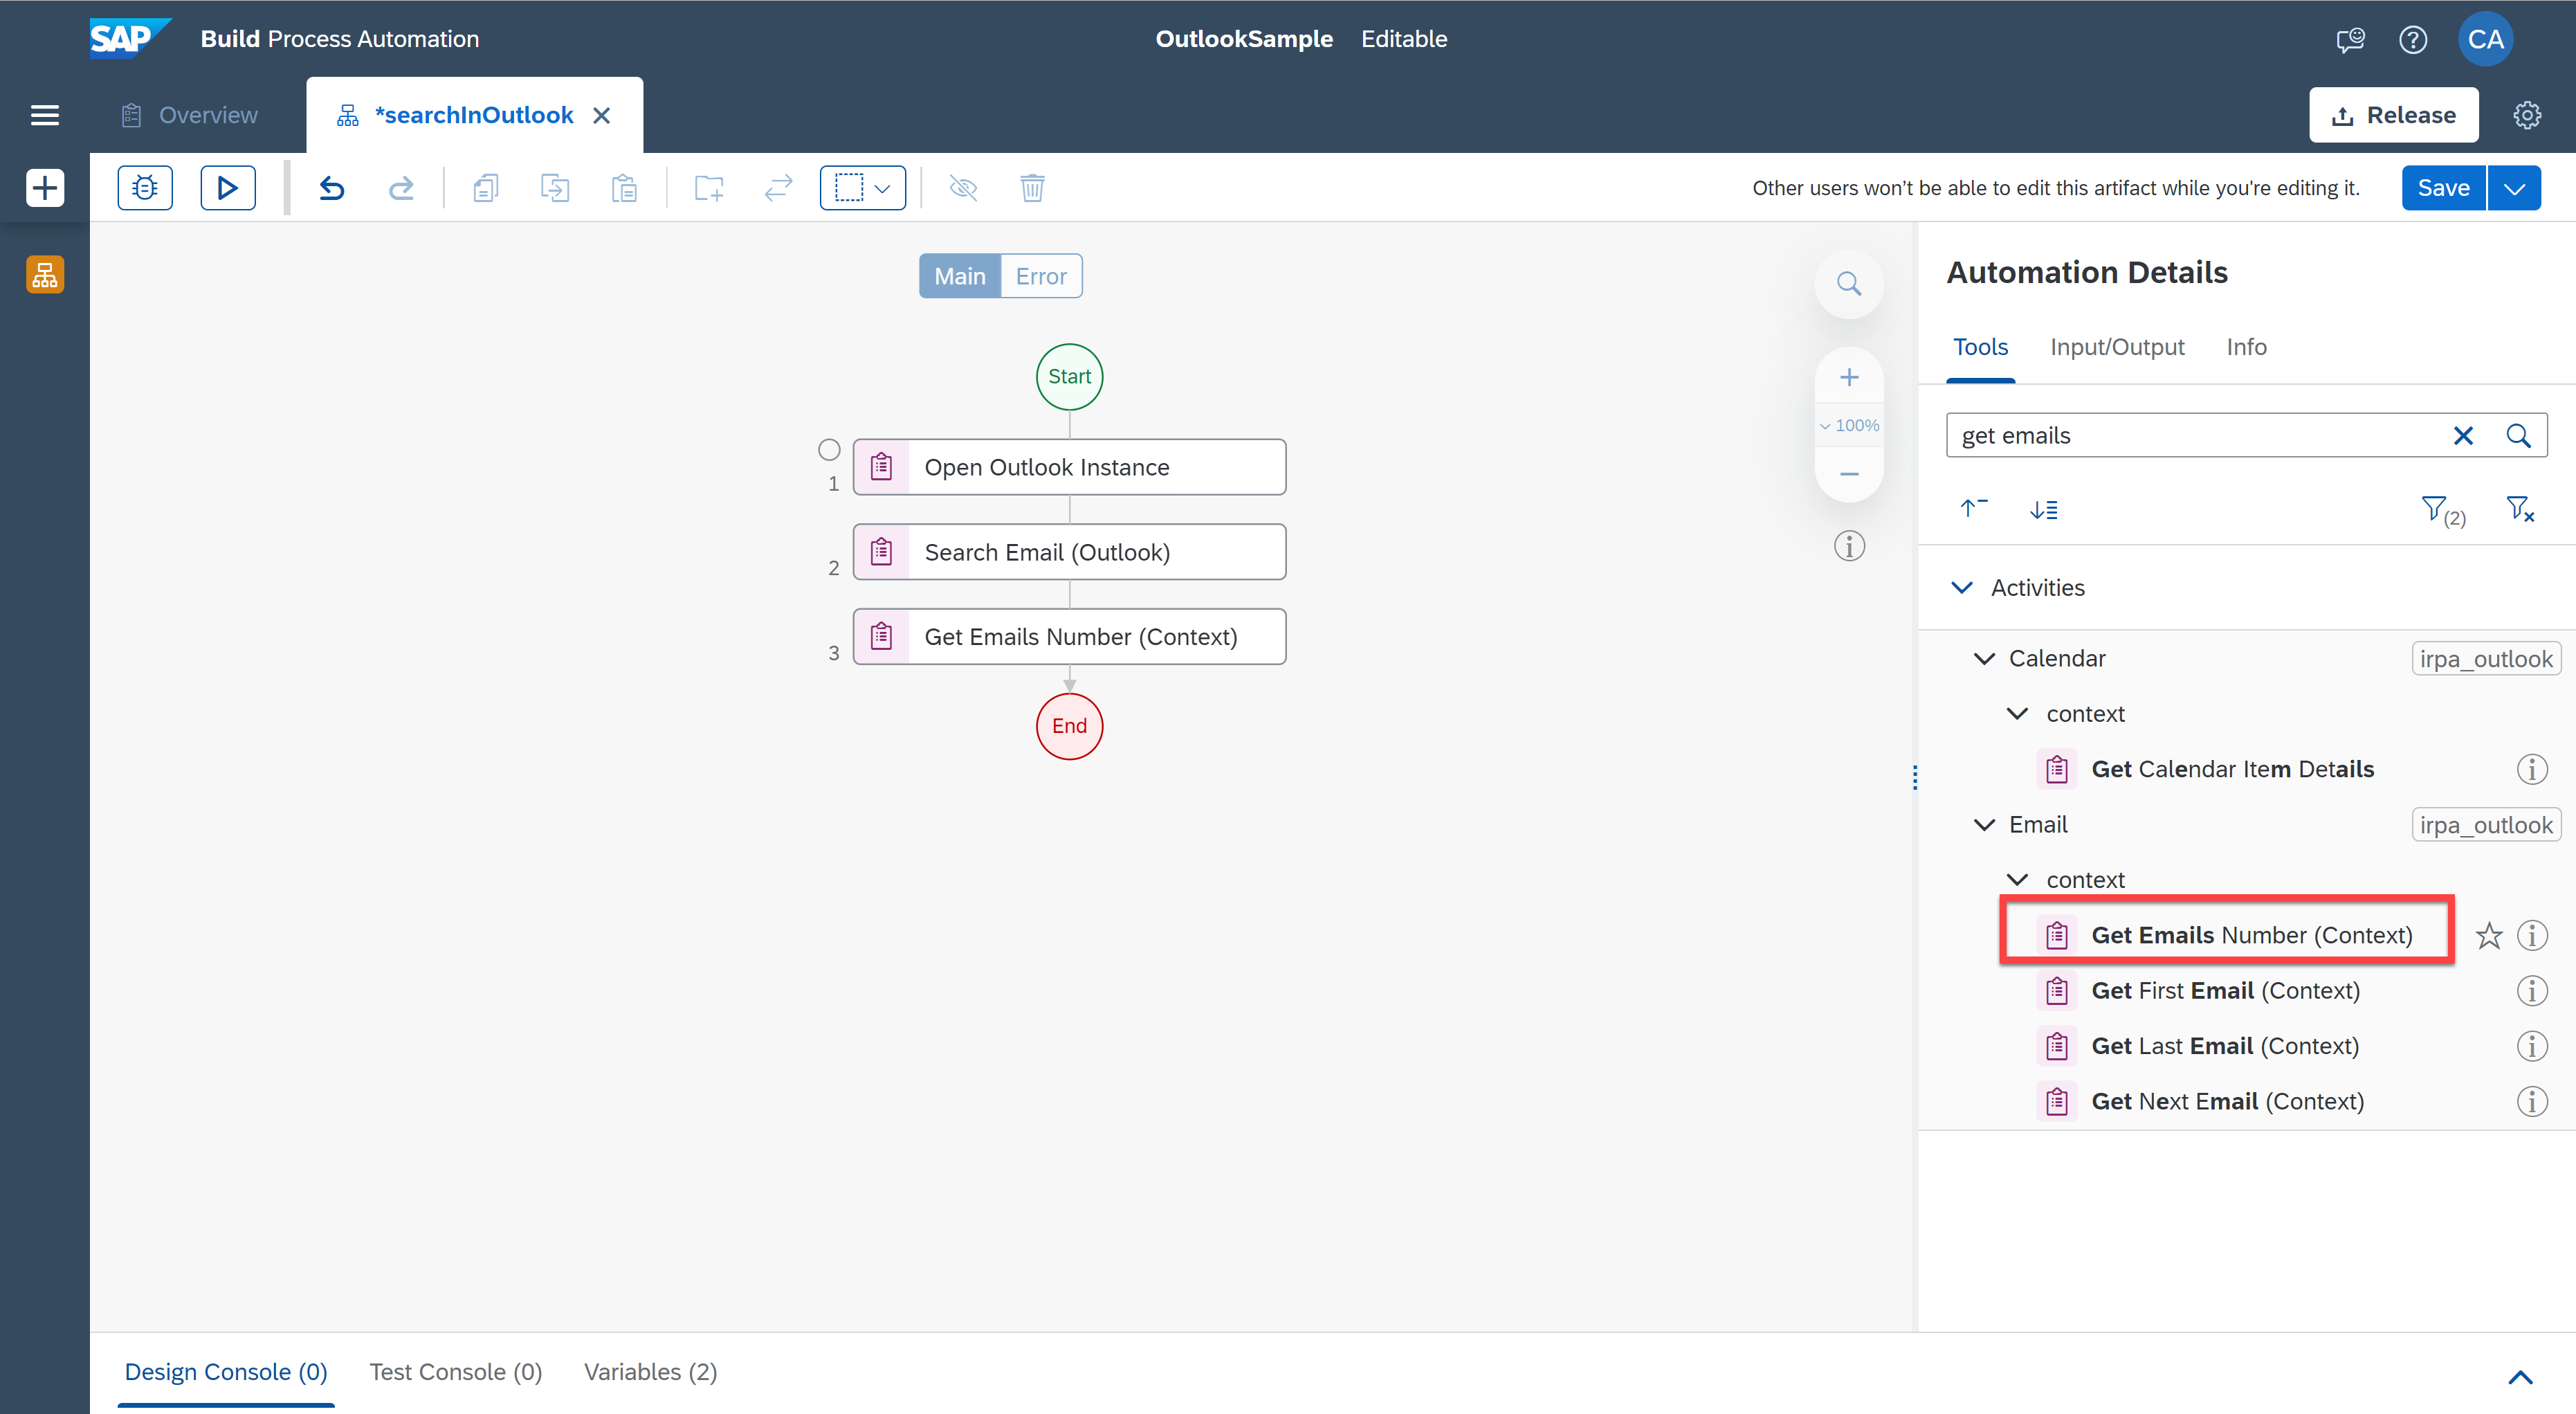 SAP Build Process Automation OutlookSample Editable CA
Overview *searchInOutlook Release
Other users won't be able to edit this artifact while you're editing it. Save
Main Error
Start
1 Open Outlook Instance
2 Search Email (Outlook)
3 Get Emails Number (Context)
End
100%
Automation Details
Tools Input/Output Info
get emails
(2)
Activities
Calendar irpa_outlook
context
Get Calendar Item Details
Email irpa_outlook
context
Get Emails Number (Context)
Get First Email (Context)
Get Last Email (Context)
Get Next Email (Context)
Design Console (0) Test Console (0) Variables (2)